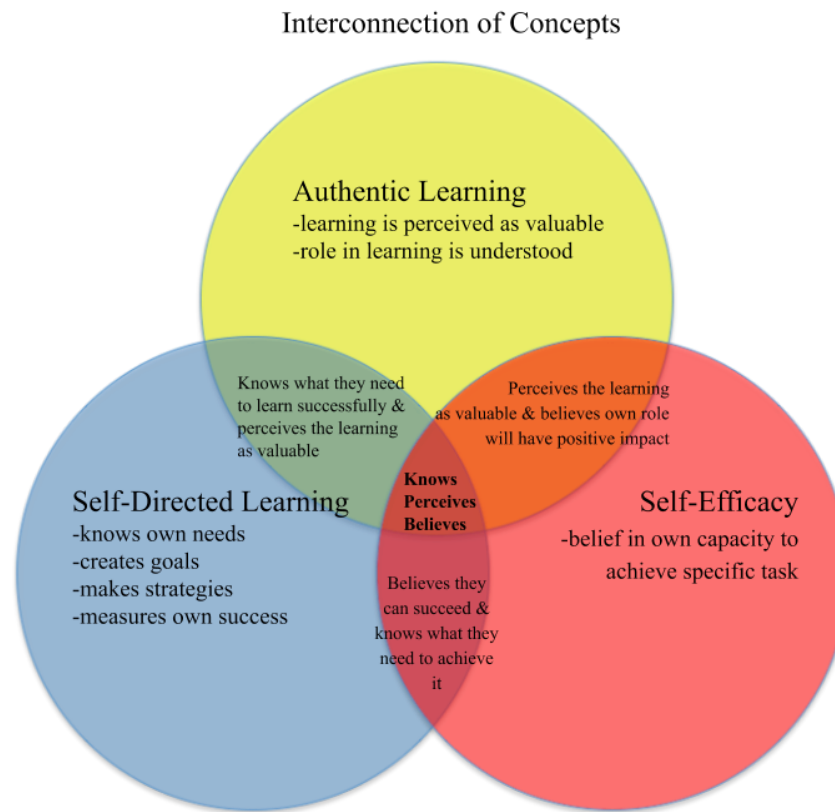 Interconnection of Concepts
Authentic Learning
-learning is perceived as valuable
-role in learning is understood
Knows what they need
to learn successfully &
perceives the learning
as valuable
Perceives the learning
as valuable & believes own role
will have positive impact
Knows
Perceives
Believes
Self-Directed Learning
-knows own needs
-creates goals
-makes strategies
-measures own success
Self-Efficacy
-belief in own capacity to
achieve specific task
Believes they
can succeed &
knows what they
need to achieve
it